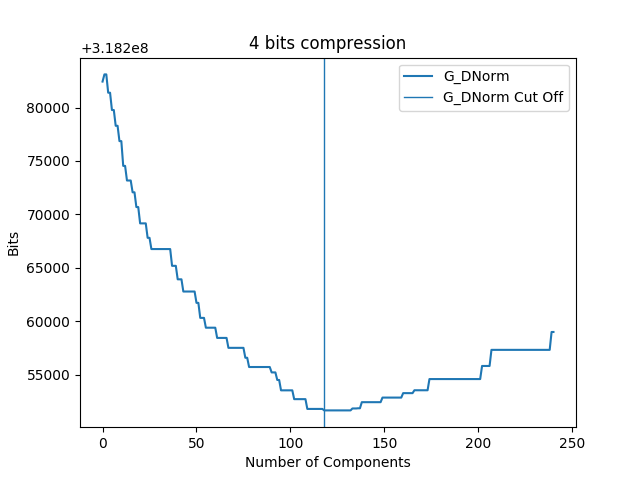 4 bits compression
+3.182e8
G_DNorm
G_DNorm Cut Off
80000
75000
70000
65000
60000
55000
Bits
0 50 100 150 200 250
Number of Components